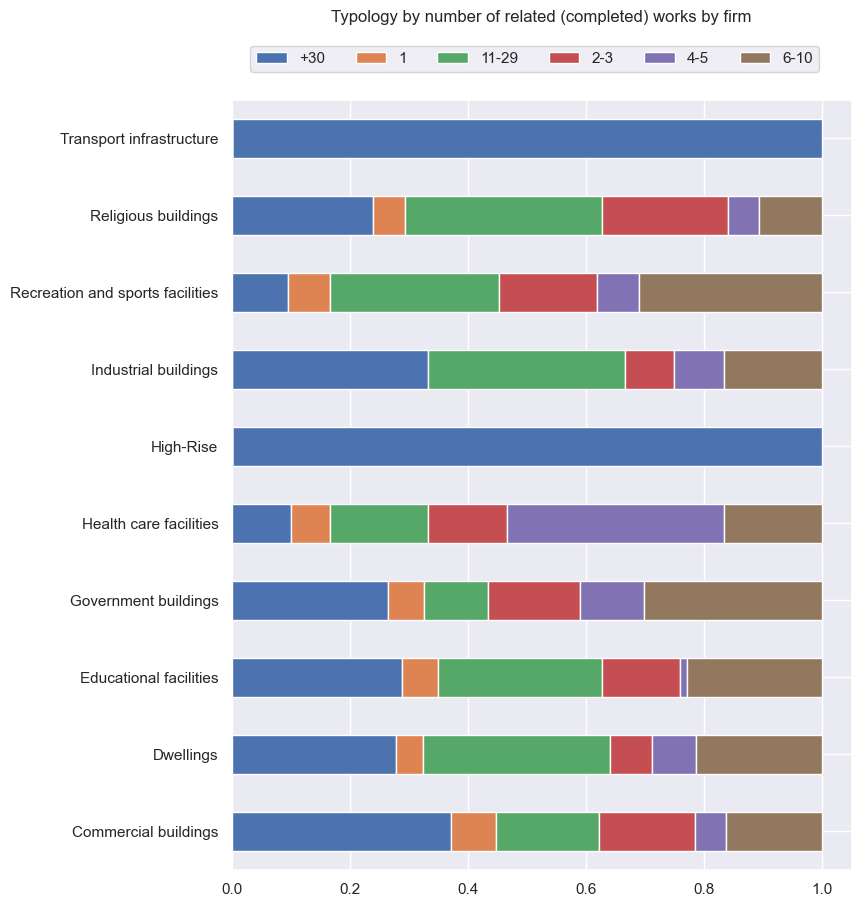 Typology by number of related (completed) works by firm
+30 1 11-29 2-3 4-5 6-10
Transport infrastructure
Religious buildings
Recreation and sports facilities
Industrial buildings
High-Rise
Health care facilities
Government buildings
Educational facilities
Dwellings
Commercial buildings
0.0 0.2 0.4 0.6 0.8 1.0